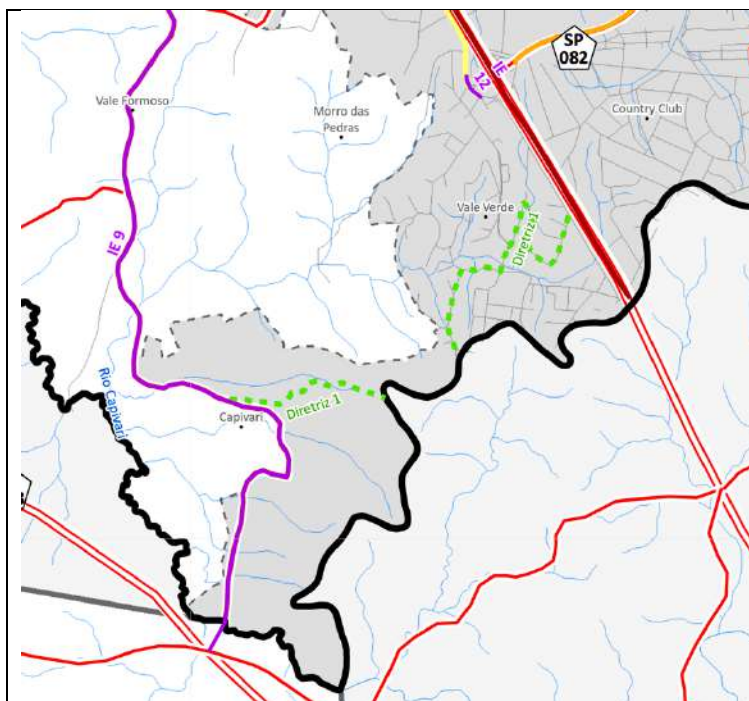 SP
082
IE
12
Vale Formoso
Morro das
Pedras
Country Club
Vale Verde
Diretriz 1
IE 9
Rio Capivari
Diretriz 1
Capivari